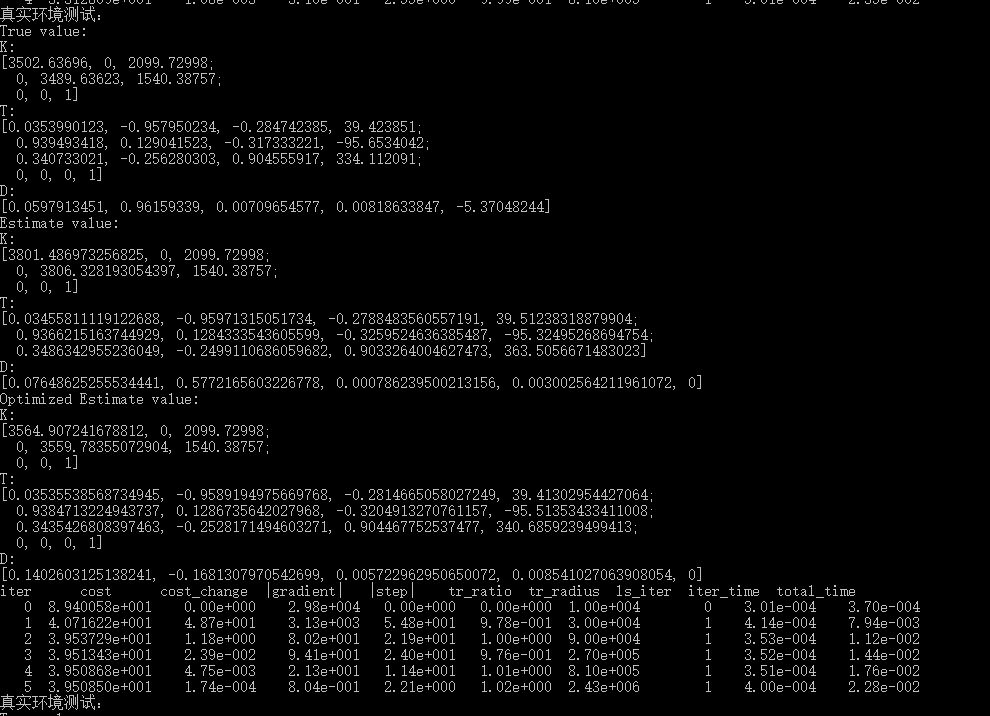 真实环境测试:
True value:
K:
[3502.63696, 0, 2099.72998;
0, 3489.63623, 1540.38757;
0, 0, 1]
T:
[0.0353990123, -0.957950234, -0.284742385, 39.423851;
0.939493418, 0.129041523, -0.317333221, -95.6534042;
0.340733021, -0.256280303, 0.904555917, 334.112091;
0, 0, 0, 1]
D:
[0.0597913451, 0.96159339, 0.00709654577, 0.00818633847, -5.37048244]
Estimate value:
K:
[3801.486973256825, 0, 2099.72998;
0, 3806.328193054397, 1540.38757;
0, 0, 1]
T:
[0.03455811119122688, -0.95971315051734, -0.2788483560557191, 39.51238318879904;
0.9366215163744929, 0.1284333543605599, -0.3259524636385487, -95.32495268694754;
0.3486342955236049, -0.2499110686059682, 0.9033264004627473, 363.5056671483023]
D:
[0.07648625255534441, 0.5772165603226778, 0.000786239500213156, 0.003002564211961072, 0]
Optimized Estimate value:
K:
[3564.907241678812, 0, 2099.72998;
0, 3559.78355072904, 1540.38757;
0, 0, 1]
T:
[0.03535538568734945, -0.9589194975669768, -0.2814665058027249, 39.41302954427064;
0.9384713224943737, 0.1286735642027968, -0.3204913270761157, -95.51353433411008;
0.3435426808397463, -0.2528171494603271, 0.904467752537477, 340.6859239499413;
0, 0, 0, 1]
D:
[0.1402603125138241, -0.1681307970542699, 0.005722962950650072, 0.008541027063908054, 0]
iter cost cost_change |gradient| |step| tr_ratio tr_radius ls_iter iter_time total_time
0 8.940058e+001 0.00e+000 2.98e+004 0.00e+000 0.00e+000 1.00e+004 0 3.01e-004 3.70e-004
1 4.071622e+001 4.87e+001 3.13e+003 5.48e+001 9.78e-001 3.00e+004 1 4.14e-004 7.94e-003
2 3.953729e+001 1.18e+000 8.02e+001 2.19e+001 1.00e+000 9.00e+004 1 3.53e-004 1.12e-002
3 3.951343e+001 2.39e-002 9.41e+001 2.40e+001 9.76e-001 2.70e+005 1 3.52e-004 1.44e-002
4 3.950868e+001 4.75e-003 2.13e+001 1.14e+001 1.01e+000 8.10e+005 1 3.51e-004 1.76e-002
5 3.950850e+001 1.74e-004 8.04e-001 2.21e+000 1.02e+000 2.43e+006 1 4.00e-004 2.28e-002
真实环境测试: